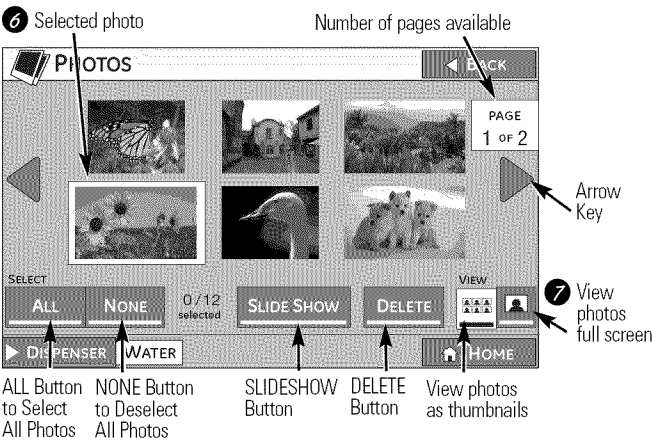 6 Selected photo
Number of pages available
PHOTOS
BACK
PAGE
1 OF 2
Arrow
Key
SELECT
ALL
NONE
0/12
selected
SLIDE SHOW
DELETE
VIEW
7 View
photos
full screen
DISPENSER
WATER
HOME
ALL Button
to Select
All Photos
NONE Button
to Deselect
All Photos
SLIDESHOW
Button
DELETE
Button
View photos
as thumbnails